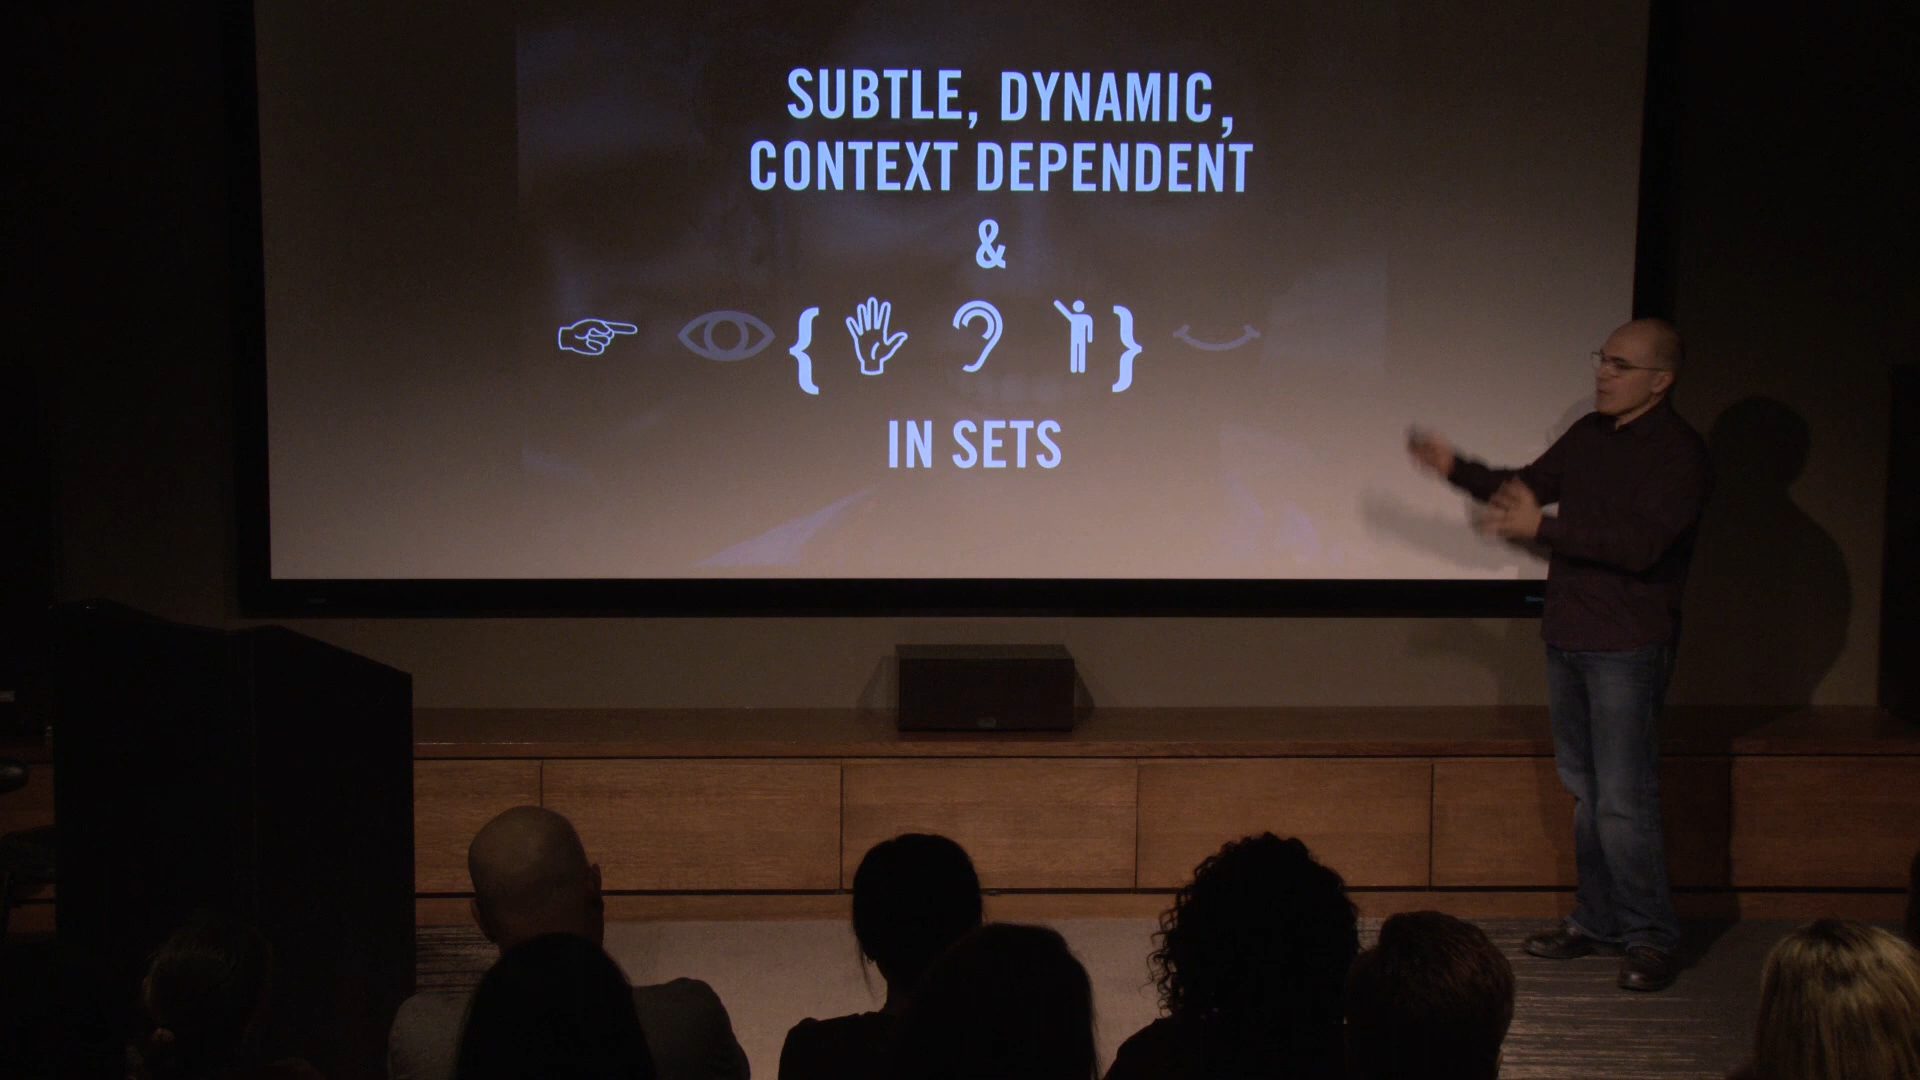 SUBTLE, DYNAMIC,
CONTEXT DEPENDENT
&
{ }
IN SETS